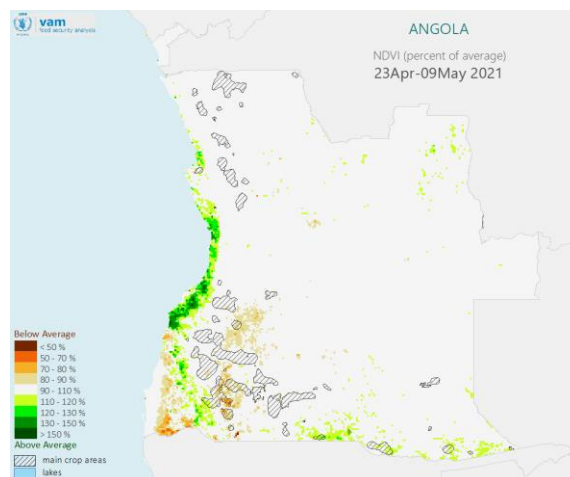 wfp
vam
food security analysis
ANGOLA
NDVI (percent of average)
23Apr-09May 2021
Below Average
< 50 %
50 - 70 %
70 - 80 %
80 - 90 %
90 - 110 %
110 - 120 %
120 - 130 %
130 - 150 %
> 150 %
Above Average
main crop areas
lakes